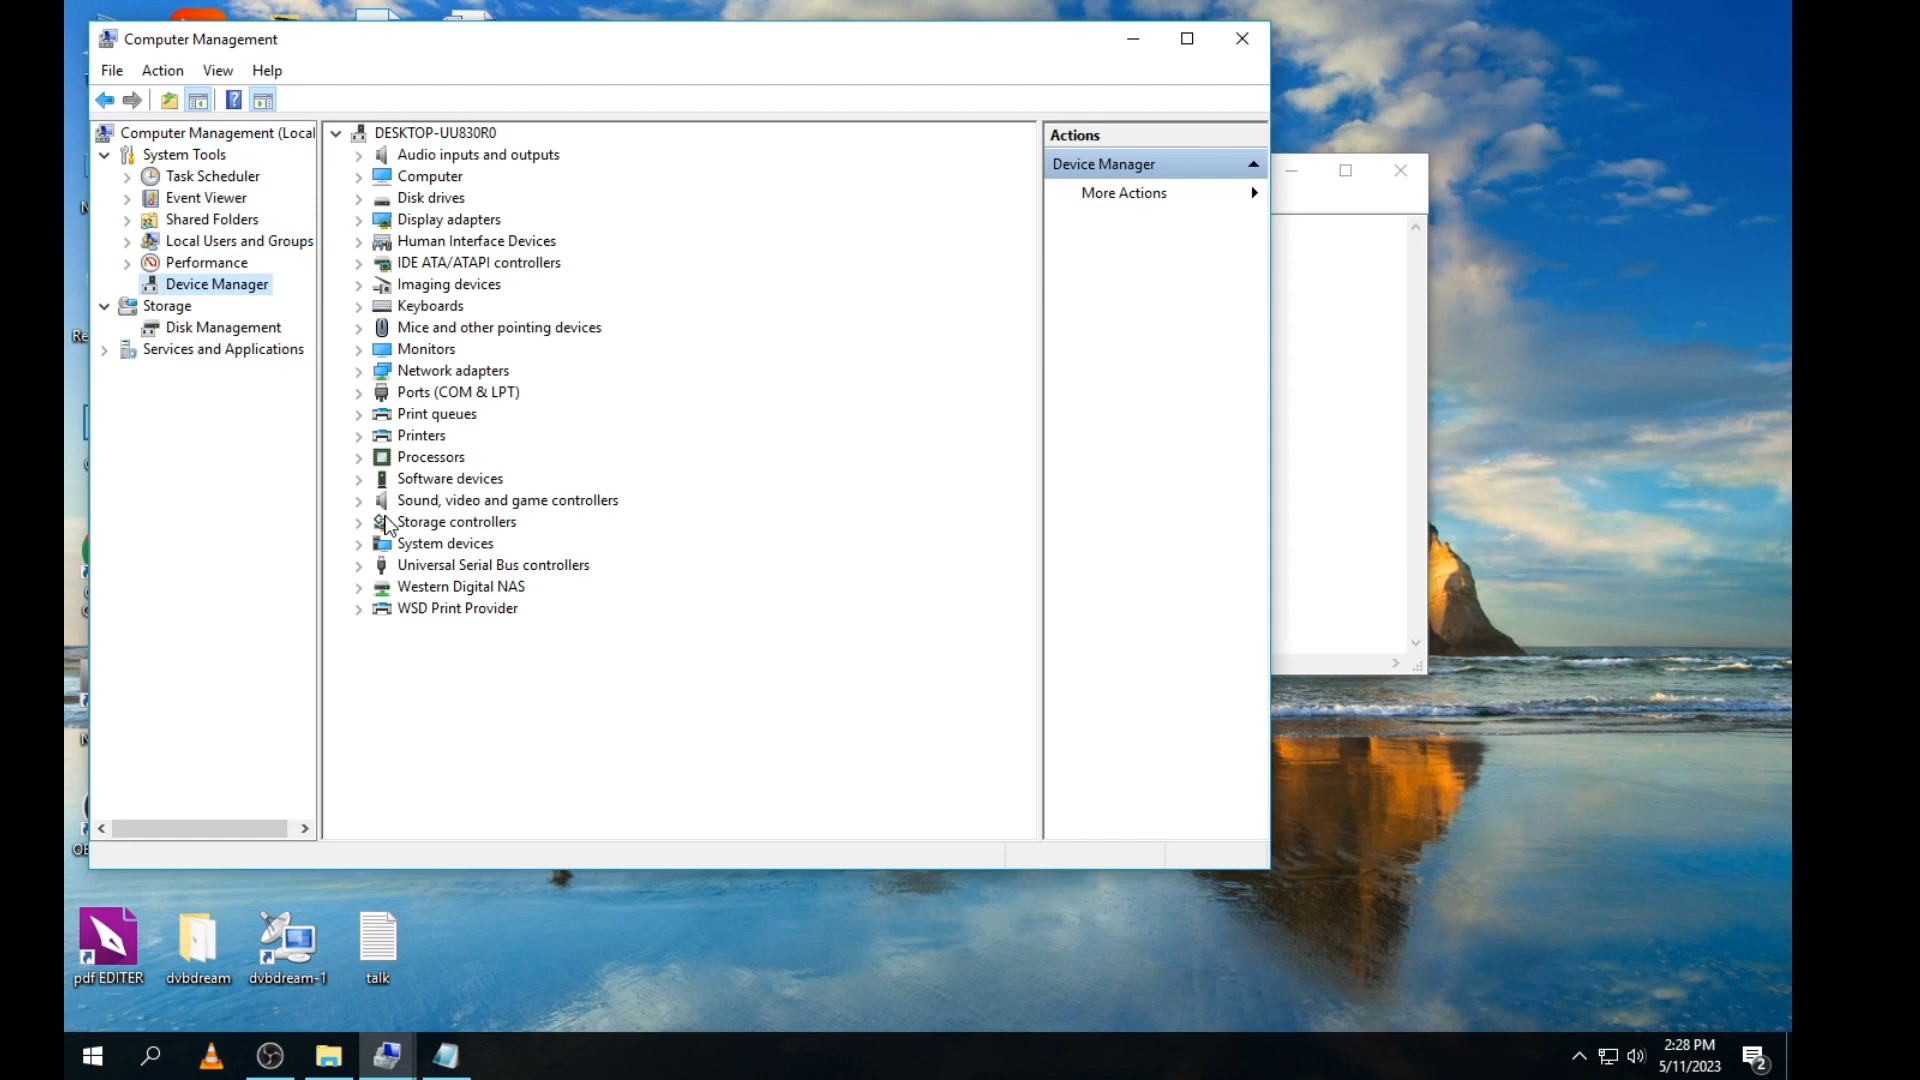 Computer Management
File Action View Help
Computer Management (Local
System Tools
Task Scheduler
Event Viewer
Shared Folders
Local Users and Groups
Performance
Device Manager
Storage
Disk Management
Services and Applications
DESKTOP-UU830R0
Audio inputs and outputs
Computer
Disk drives
Display adapters
Human Interface Devices
IDE ATA/ATAPI controllers
Imaging devices
Keyboards
Mice and other pointing devices
Monitors
Network adapters
Ports (COM & LPT)
Print queues
Printers
Processors
Software devices
Sound, video and game controllers
Storage controllers
System devices
Universal Serial Bus controllers
Western Digital NAS
WSD Print Provider
Actions
Device Manager
More Actions
pdf EDITER
dvbdream
dvbdream-1
talk
2:28 PM
5/11/2023
2